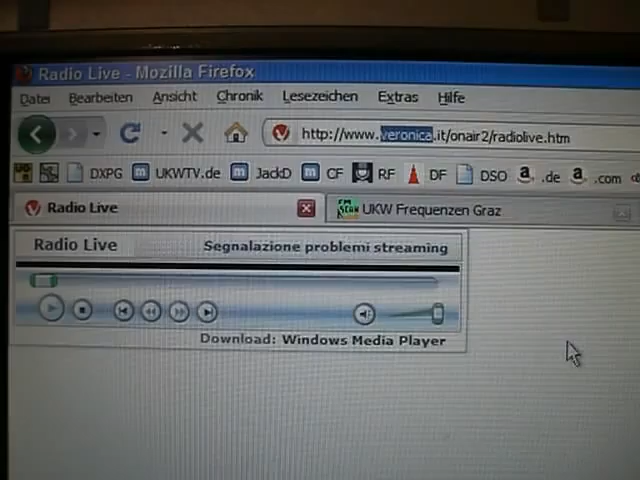 Radio Live - Mozilla Firefox
Datei Bearbeiten Ansicht Chronik Lesezeichen Extras Hilfe
http://www.veronica.it/onair2/radiolive.htm
DXPG UKWTV.de JackD CF RF DF DSO .de .com
Radio Live UKW Frequenzen Graz
Radio Live Segnalazione problemi streaming
Download: Windows Media Player